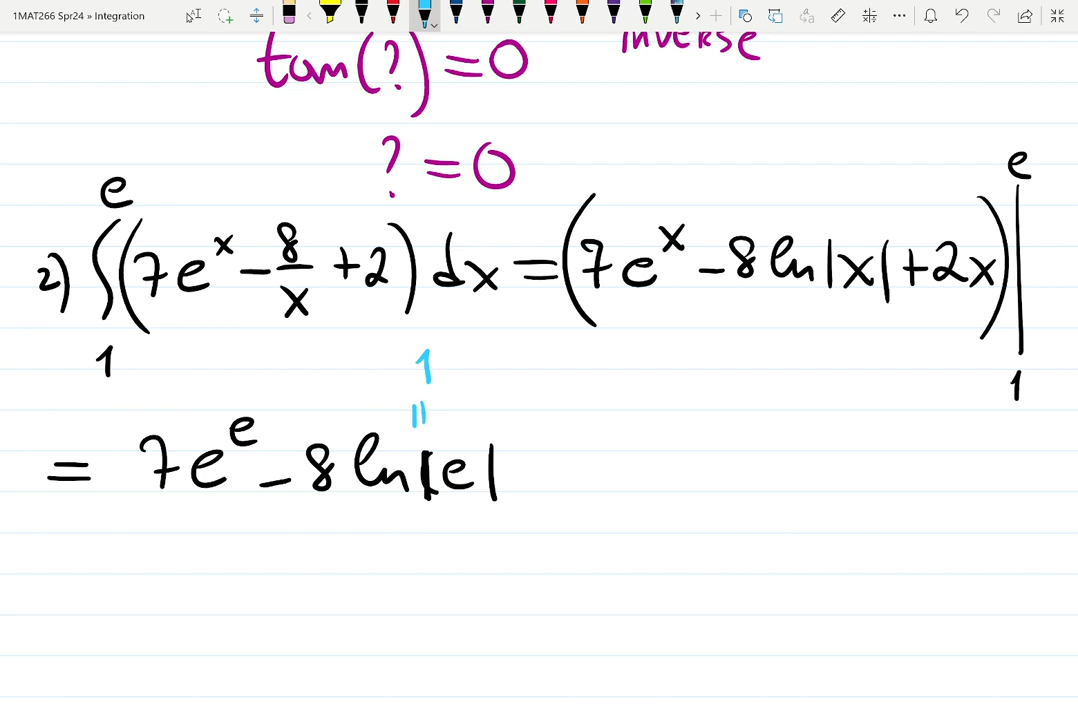 1MAT266 Spr24 » Integration
tan(?) = 0 inverse
? = 0
2) ∫₁ᵉ (7eˣ − 8/x + 2) dx = (7eˣ − 8 ln|x| + 2x) |₁ᵉ
1
॥
= 7eᵉ − 8 ln|e|